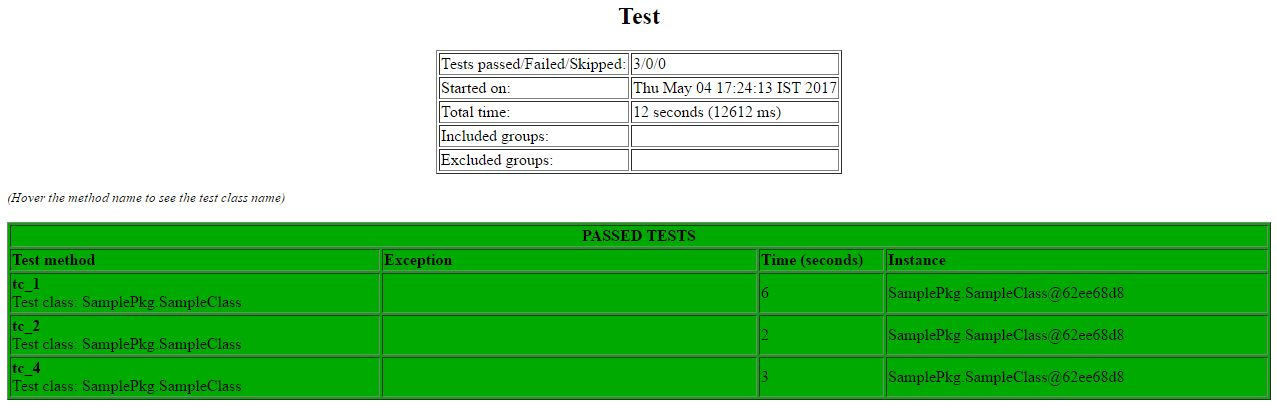 Test
Tests passed/Failed/Skipped: 3/0/0
Started on: Thu May 04 17:24:13 IST 2017
Total time: 12 seconds (12612 ms)
Included groups:
Excluded groups:
(Hover the method name to see the test class name)
PASSED TESTS
Test method Exception Time (seconds) Instance
tc_1
Test class: SamplePkg.SampleClass 6 SamplePkg.SampleClass@62ee68d8
tc_2
Test class: SamplePkg.SampleClass 2 SamplePkg.SampleClass@62ee68d8
tc_4
Test class: SamplePkg.SampleClass 3 SamplePkg.SampleClass@62ee68d8